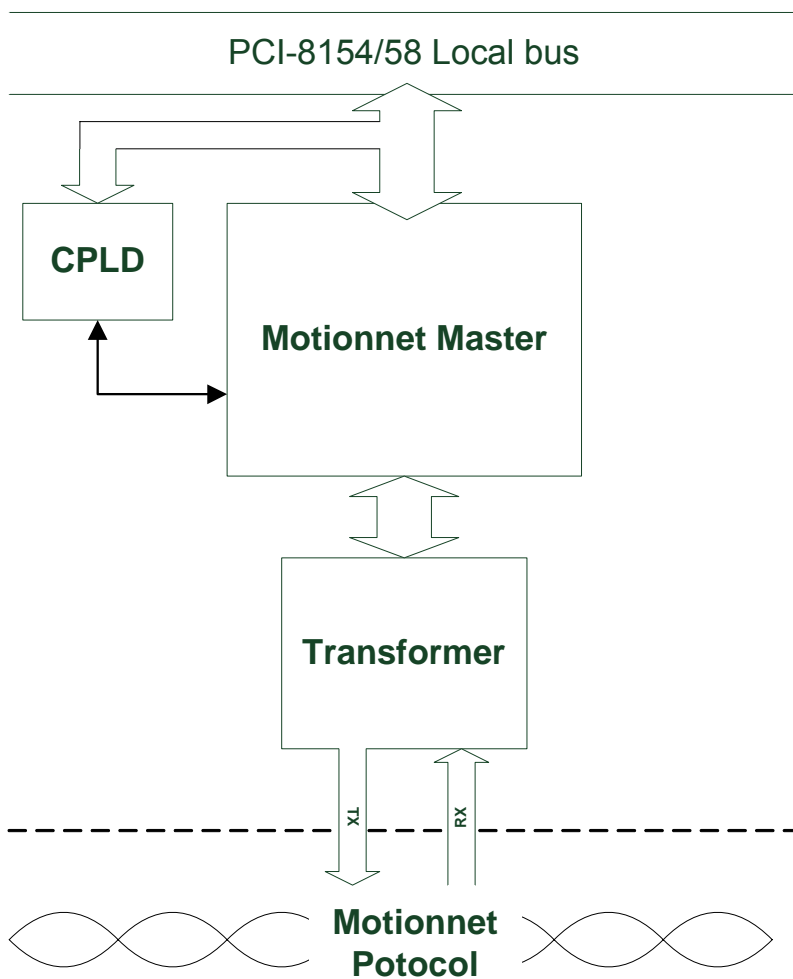 PCI-8154/58 Local bus
CPLD
Motionnet Master
Transformer
TX
RX
Motionnet
Potocol